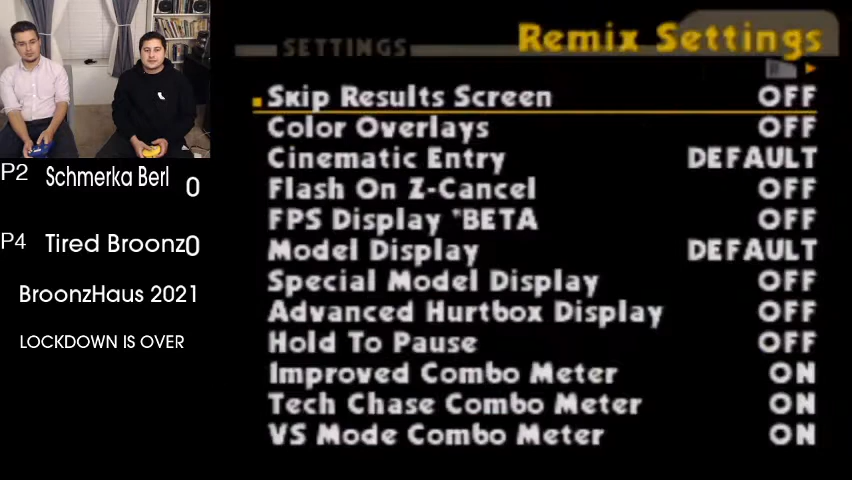 SETTINGS
Remix Settings
Skip Results Screen OFF
Color Overlays OFF
Cinematic Entry DEFAULT
Flash On Z-Cancel OFF
FPS Display *BETA OFF
Model Display DEFAULT
Special Model Display OFF
Advanced Hurtbox Display OFF
Hold To Pause OFF
Improved Combo Meter ON
Tech Chase Combo Meter ON
VS Mode Combo Meter ON
P2 Schmerka Berl 0
P4 Tired Broonz 0
BroonzHaus 2021
LOCKDOWN IS OVER